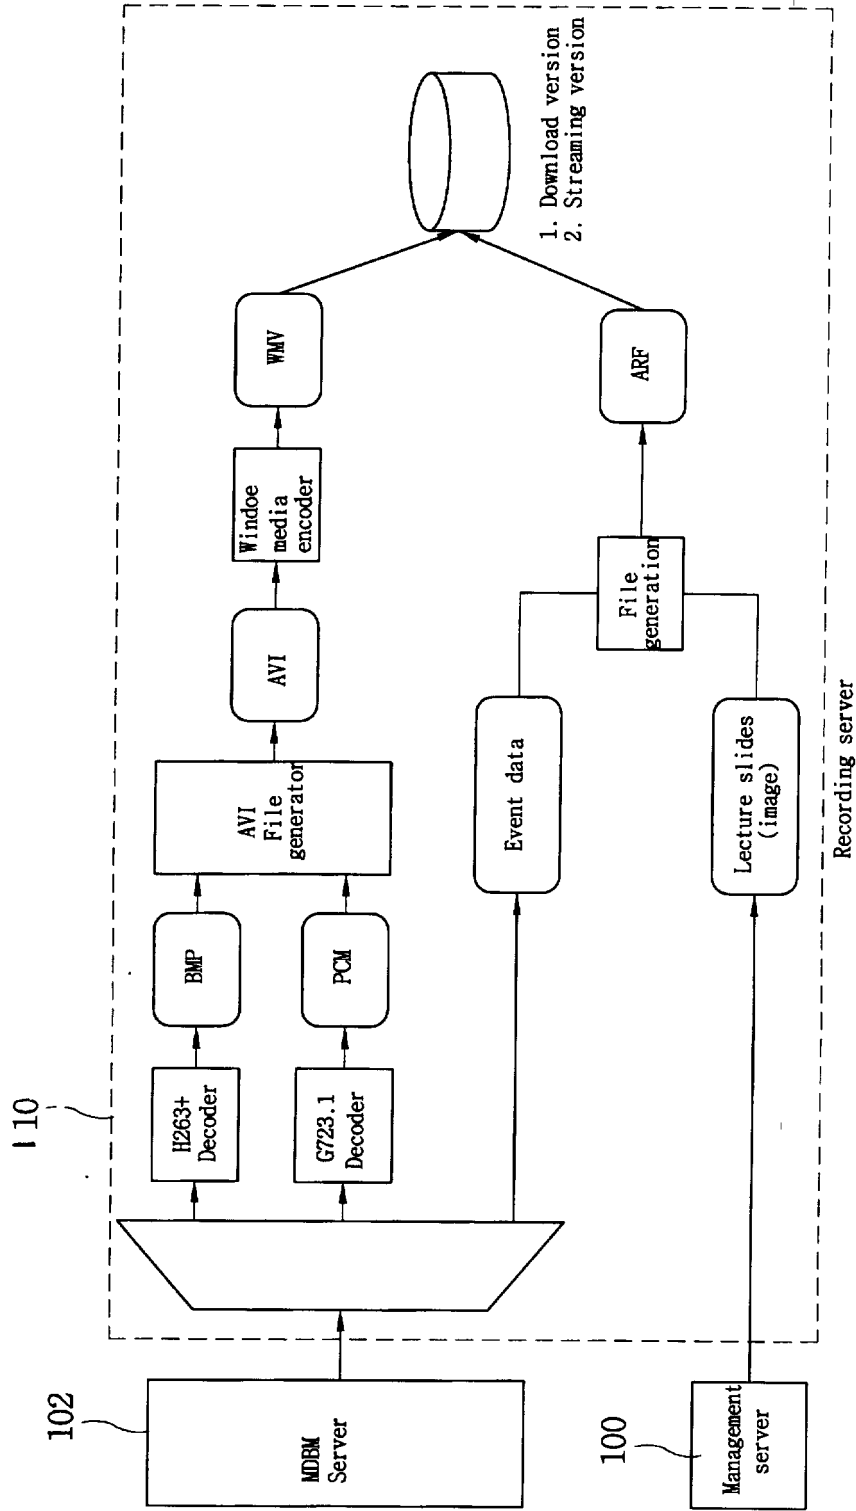 110
102
MDBM
Server
H263+
Decoder
BMP
G723.1
Decoder
PCM
AVI
File
generator
AVI
Windoe
media
encoder
WMV
1. Download version
2. Streaming version
Event data
File
generation
ARF
100
Management
server
Lecture slides
(image)
Recording server